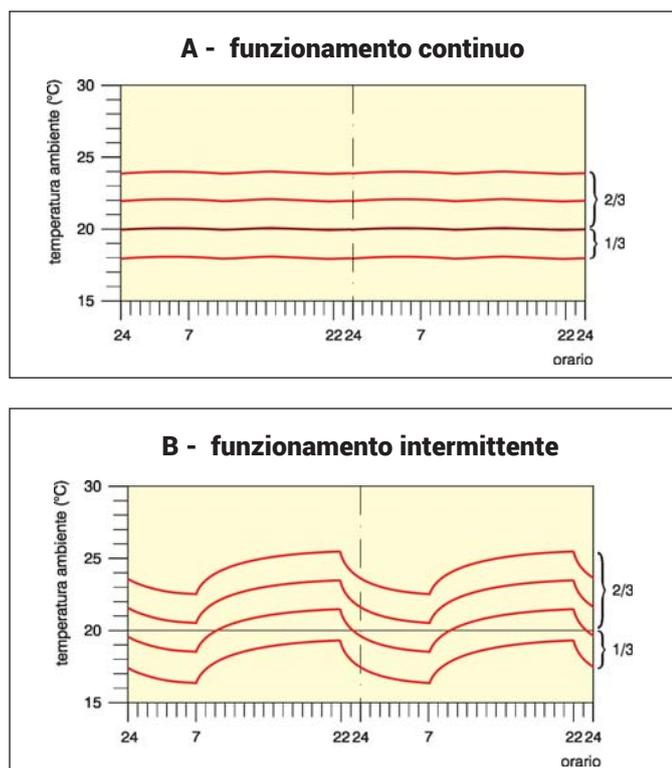 A - funzionamento continuo
temperatura ambiente (°C)
30
25
20
15
2/3
1/3
24 7 22 24 7 22 24
orario
B - funzionamento intermittente
temperatura ambiente (°C)
30
25
20
15
2/3
1/3
24 7 22 24 7 22 24
orario